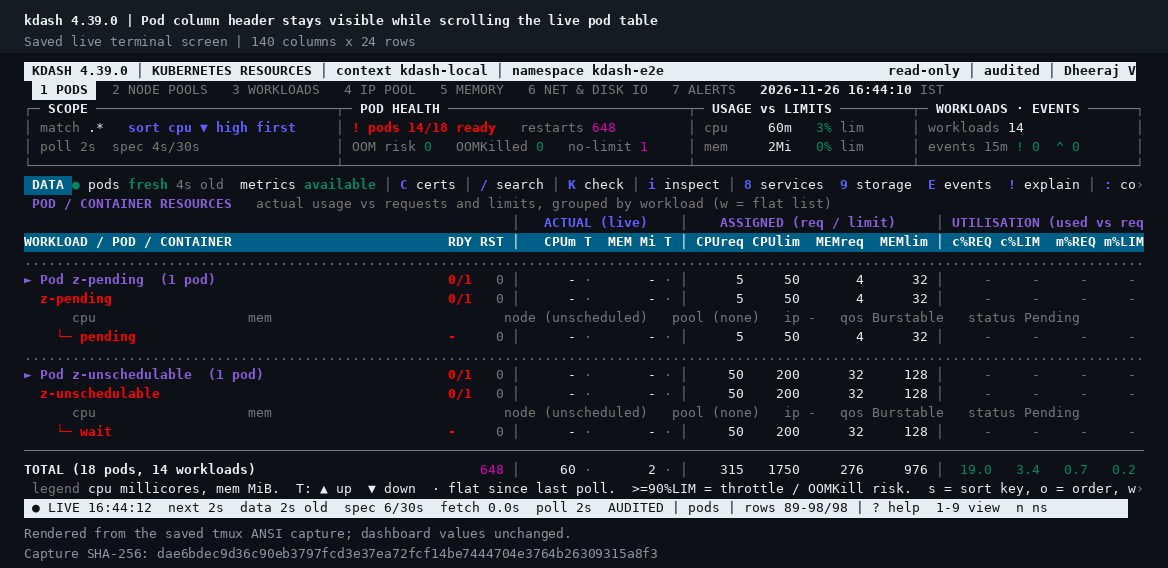 kdash 4.39.0 | Pod column header stays visible while scrolling the live pod table
Saved live terminal screen | 140 columns x 24 rows
KDASH 4.39.0 │ KUBERNETES RESOURCES │ context kdash-local │ namespace kdash-e2e read-only │ audited │ Dheeraj V
1 PODS 2 NODE POOLS 3 WORKLOADS 4 IP POOL 5 MEMORY 6 NET & DISK IO 7 ALERTS 2026-11-26 16:44:10 IST
SCOPE POD HEALTH USAGE vs LIMITS WORKLOADS · EVENTS
match .* sort cpu ▼ high first │ ! pods 14/18 ready restarts 648 │ cpu 60m 3% lim │ workloads 14
poll 2s spec 4s/30s │ OOM risk 0 OOMKilled 0 no-limit 1 │ mem 2Mi 0% lim │ events 15m ! 0 ^ 0
DATA ● pods fresh 4s old metrics available │ C certs │ / search │ K check │ i inspect │ 8 services 9 storage E events ! explain │ : co›
POD / CONTAINER RESOURCES actual usage vs requests and limits, grouped by workload (w = flat list)
│ ACTUAL (live) │ ASSIGNED (req / limit) │ UTILISATION (used vs req
WORKLOAD / POD / CONTAINER RDY RST │ CPUm T MEM Mi T │ CPUreq CPUlim MEMreq MEMlim │ c%REQ c%LIM m%REQ m%LIM
► Pod z-pending (1 pod) 0/1 0 │ - · - · │ 5 50 4 32 │ - - - -
z-pending 0/1 0 │ - · - · │ 5 50 4 32 │ - - - -
cpu mem node (unscheduled) pool (none) ip - qos Burstable status Pending
└─ pending - 0 │ - · - · │ 5 50 4 32 │ - - - -
► Pod z-unschedulable (1 pod) 0/1 0 │ - · - · │ 50 200 32 128 │ - - - -
z-unschedulable 0/1 0 │ - · - · │ 50 200 32 128 │ - - - -
cpu mem node (unscheduled) pool (none) ip - qos Burstable status Pending
└─ wait - 0 │ - · - · │ 50 200 32 128 │ - - - -
TOTAL (18 pods, 14 workloads) 648 │ 60 · 2 · │ 315 1750 276 976 │ 19.0 3.4 0.7 0.2
legend cpu millicores, mem MiB. T: ▲ up ▼ down · flat since last poll. >=90%LIM = throttle / OOMKill risk. s = sort key, o = order, w›
● LIVE 16:44:12 next 2s data 2s old spec 6/30s fetch 0.0s poll 2s AUDITED | pods | rows 89-98/98 | ? help 1-9 view n ns
Rendered from the saved tmux ANSI capture; dashboard values unchanged.
Capture SHA-256: dae6bdec9d36c90eb3797fcd3e37ea72fcf14be7444704e3764b26309315a8f3